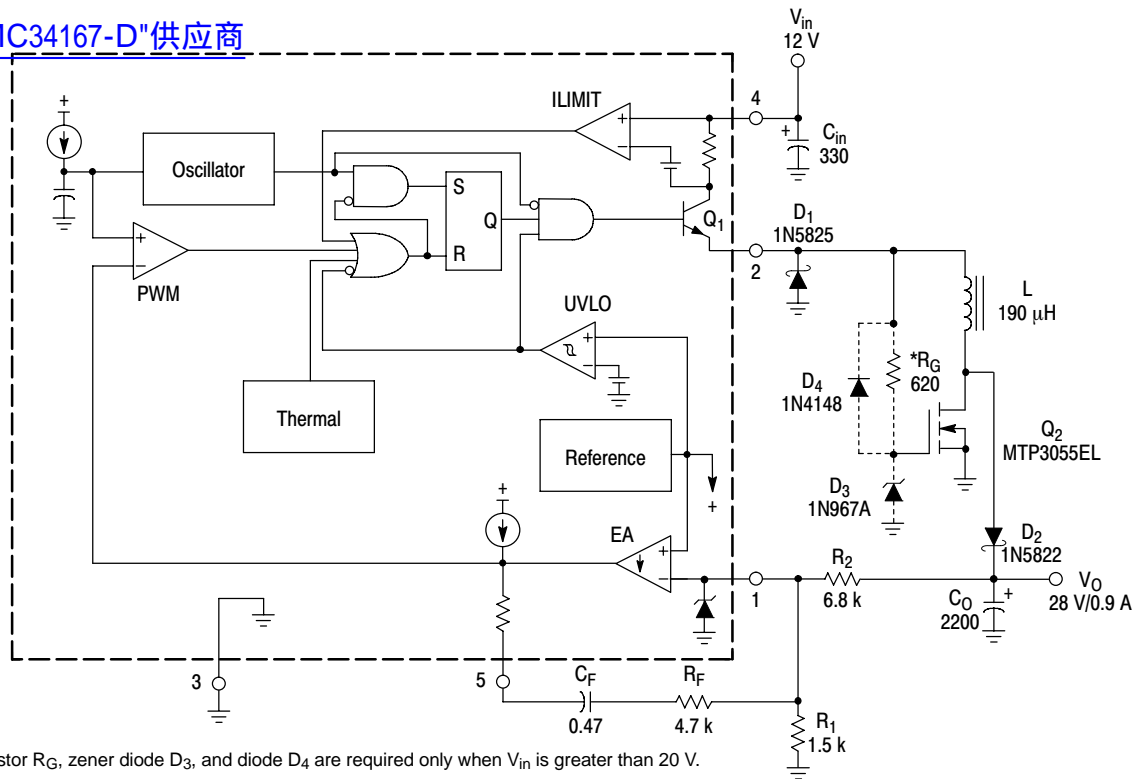 MC34167-D"供应商
Vin
12 V
ILIMIT
4
+
Cin
330
+
Oscillator
S
Q
R
Q1
D1
1N5825
2
+
−
PWM
UVLO
L
190 μH
*RG
620
D4
1N4148
Thermal
Reference
+
Q2
MTP3055EL
D3
1N967A
+
EA
+
−
1
R2
6.8 k
D2
1N5822
VO
28 V/0.9 A
CO
2200
+
3
5
CF
0.47
RF
4.7 k
R1
1.5 k
stor RG, zener diode D3, and diode D4 are required only when Vin is greater than 20 V.